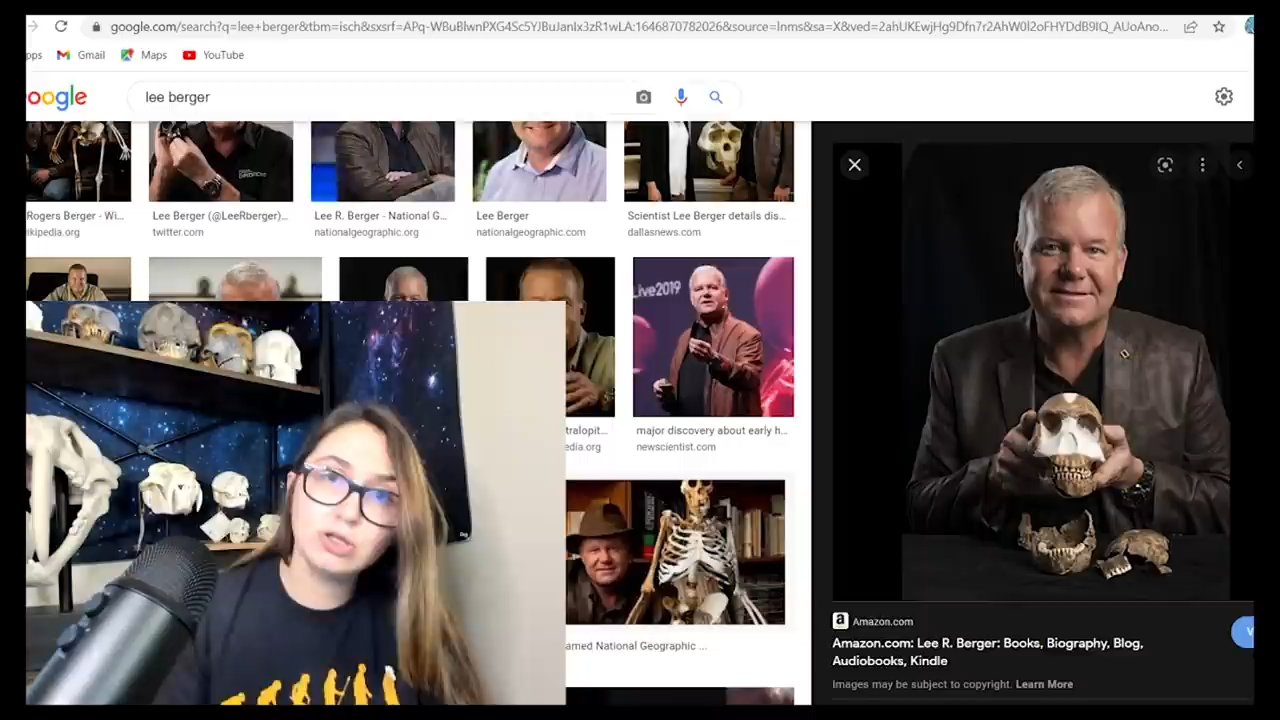 google.com/search?q=lee+berger&tbm=isch&sxsrf=APq-WBuBlwnPXG4Sc5YJBuJanIx3zR1wLA:1646870782026&source=lnms&sa=X&ved=2ahUKEwjHg9Dfn7r2AhW0l2oFHYDdB9IQ_AUoAno...
pps Gmail Maps YouTube
oogle lee berger
Rogers Berger - Wi... Lee Berger (@LeeRberger)... Lee R. Berger - National G... Lee Berger Scientist Lee Berger details dis...
ikipedia.org twitter.com nationalgeographic.org nationalgeographic.com dallasnews.com
Live2019
tralopit... major discovery about early h...
edia.org newscientist.com
amed National Geographic ...
a Amazon.com
Amazon.com: Lee R. Berger: Books, Biography, Blog,
Audiobooks, Kindle
Images may be subject to copyright. Learn More